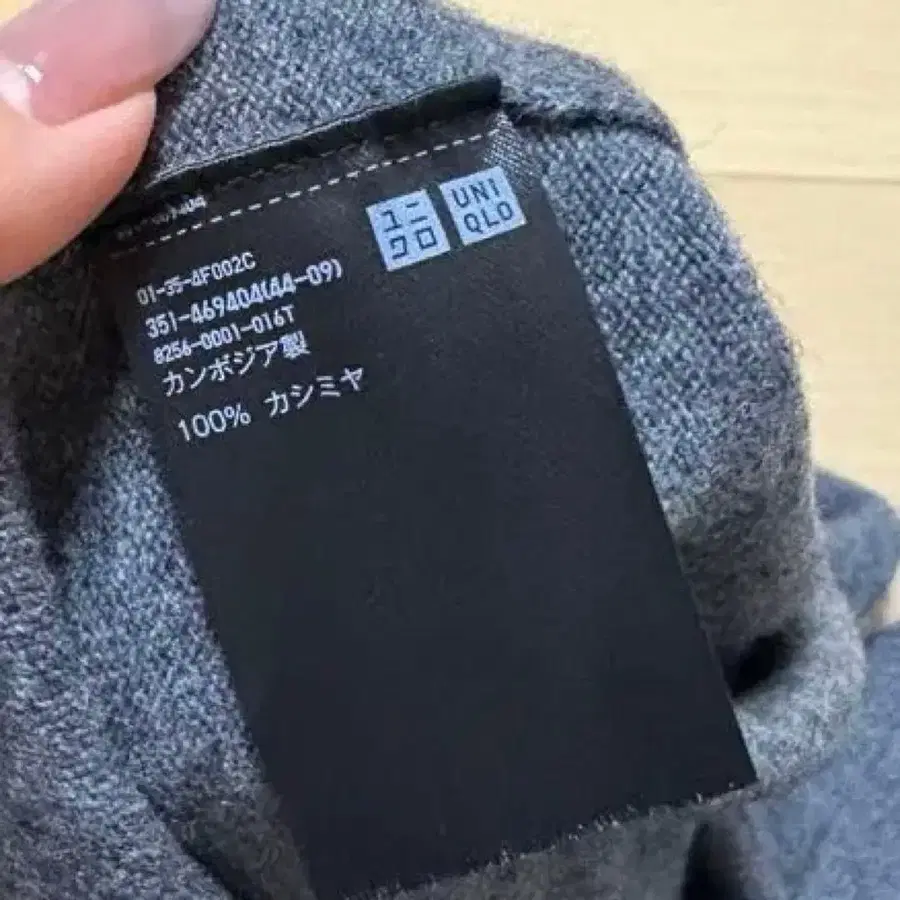 ユニ
クロ
UNI
QLO
01-35-4F002C
351-469404(44-09)
8256-0001-016T
カンボジア製
100% カシミヤ